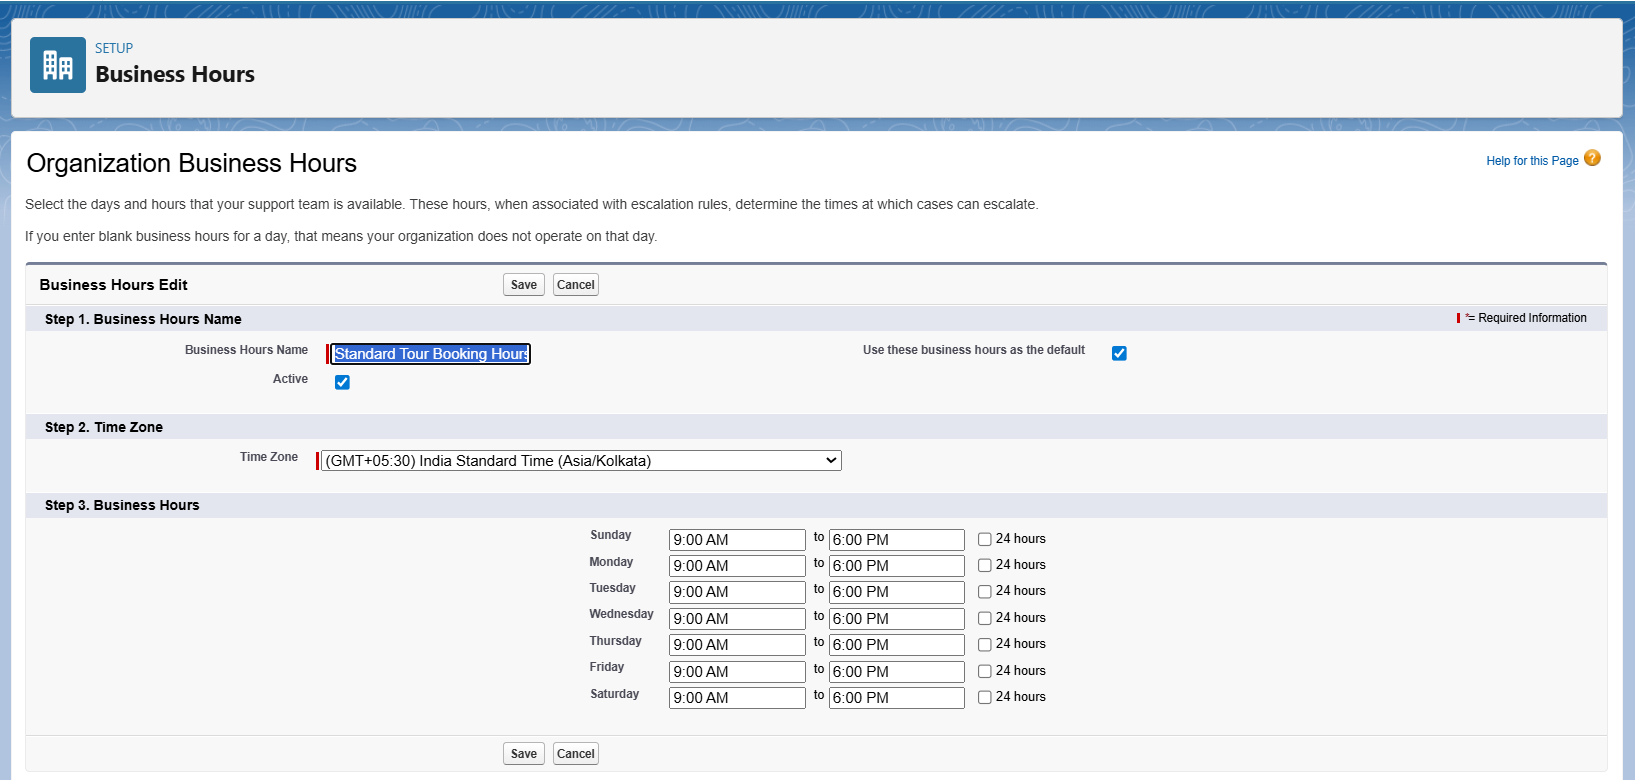 SETUP
Business Hours
Organization Business Hours
Help for this Page ?
Select the days and hours that your support team is available. These hours, when associated with escalation rules, determine the times at which cases can escalate.
If you enter blank business hours for a day, that means your organization does not operate on that day.
Business Hours Edit Save Cancel
Step 1. Business Hours Name *= Required Information
Business Hours Name Standard Tour Booking Hours Use these business hours as the default
Active
Step 2. Time Zone
Time Zone (GMT+05:30) India Standard Time (Asia/Kolkata)
Step 3. Business Hours
Sunday 9:00 AM to 6:00 PM 24 hours
Monday 9:00 AM to 6:00 PM 24 hours
Tuesday 9:00 AM to 6:00 PM 24 hours
Wednesday 9:00 AM to 6:00 PM 24 hours
Thursday 9:00 AM to 6:00 PM 24 hours
Friday 9:00 AM to 6:00 PM 24 hours
Saturday 9:00 AM to 6:00 PM 24 hours
Save Cancel